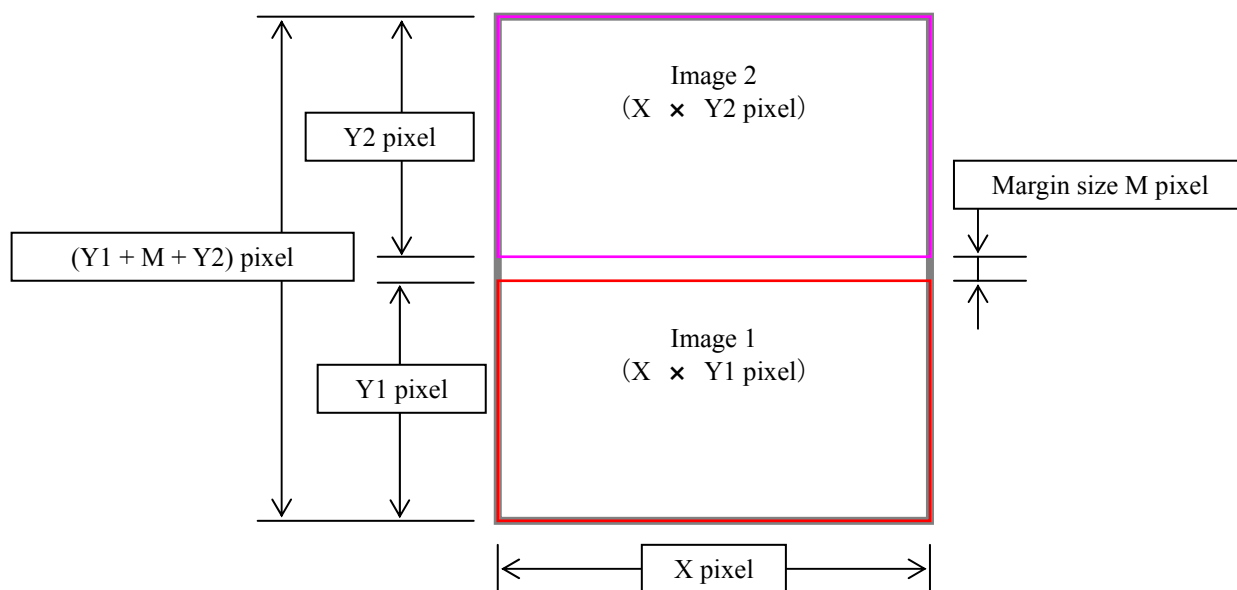 Image 2
（X × Y2 pixel）
Y2 pixel
Margin size M pixel
(Y1 + M + Y2) pixel
Image 1
（X × Y1 pixel）
Y1 pixel
X pixel